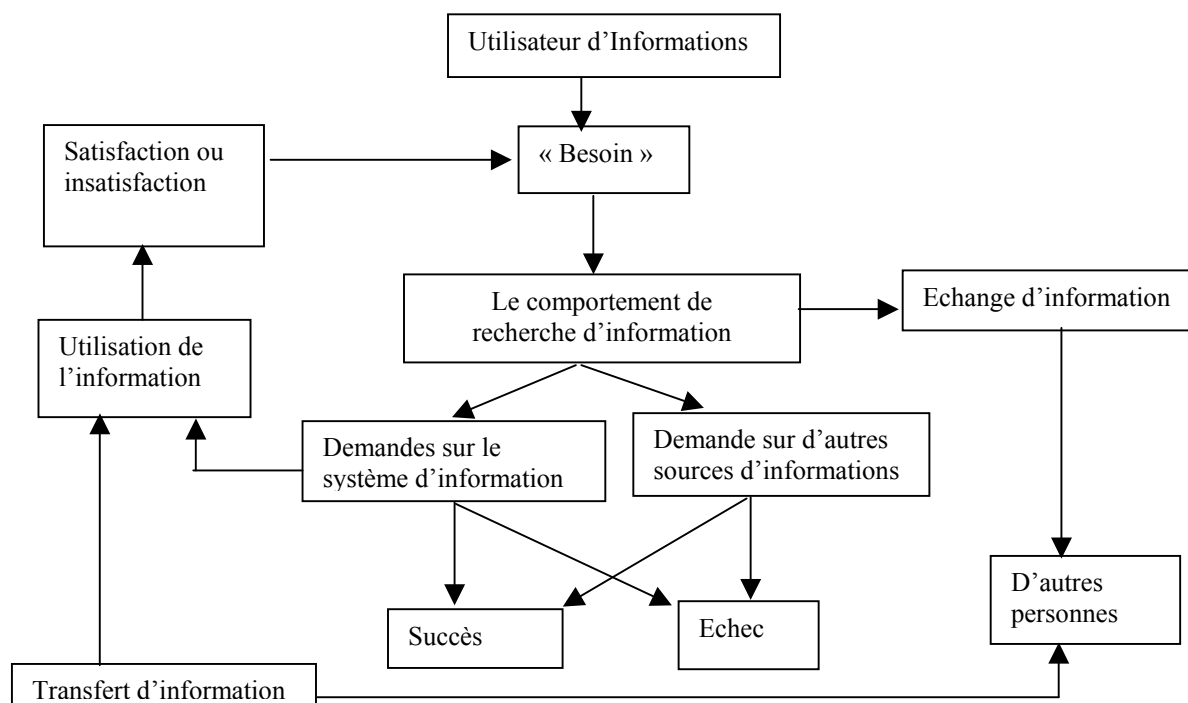 Utilisateur d’Informations
Satisfaction ou
insatisfaction
« Besoin »
Le comportement de
recherche d’information
Echange d’information
Utilisation de
l’information
Demandes sur le
système d’information
Demande sur d’autres
sources d’informations
D’autres
personnes
Succès
Echec
Transfert d’information